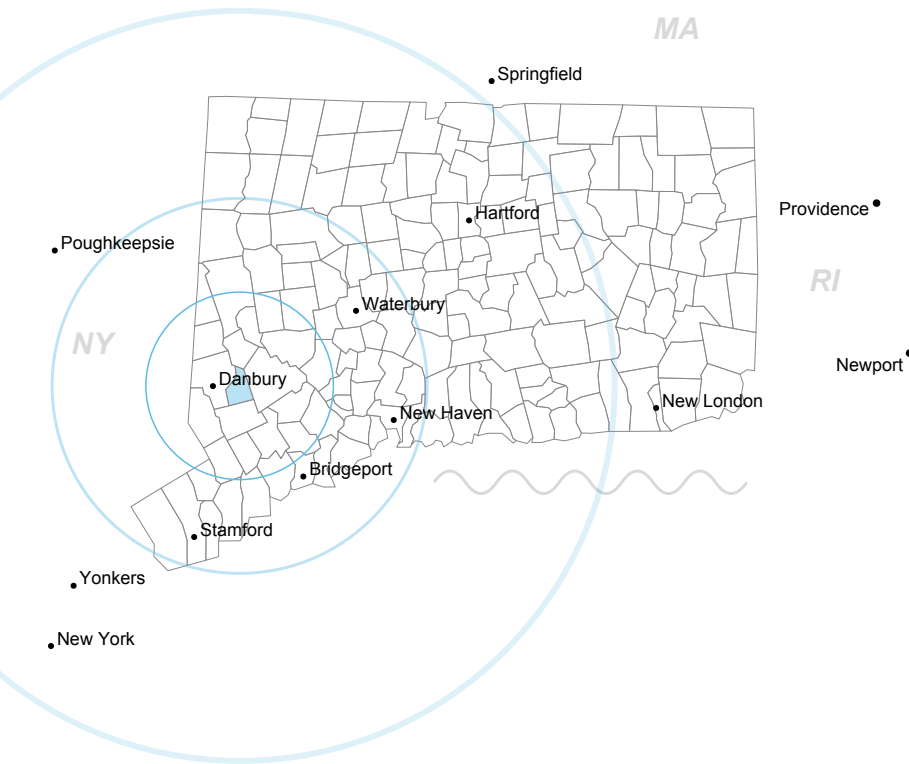 MA
Springfield
Providence
Hartford
Poughkeepsie
RI
Waterbury
NY
Newport
Danbury
New London
New Haven
Bridgeport
Stamford
Yonkers
New York